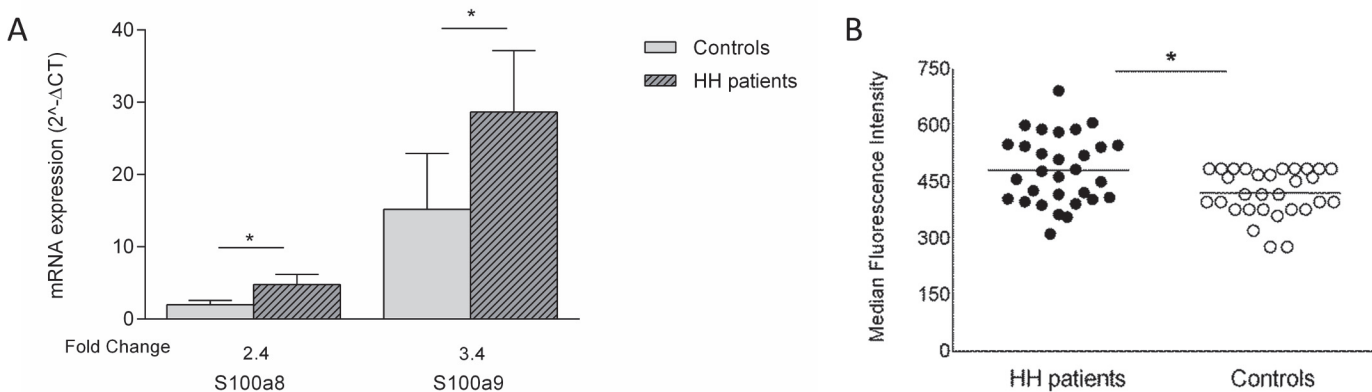 A
mRNA expression (2^-ΔCT)
40
30
20
10
0
*
*
Fold Change
2.4
3.4
S100a8
S100a9
Controls
HH patients
B
Median Fluorescence Intensity
750
600
450
300
150
0
*
HH patients
Controls